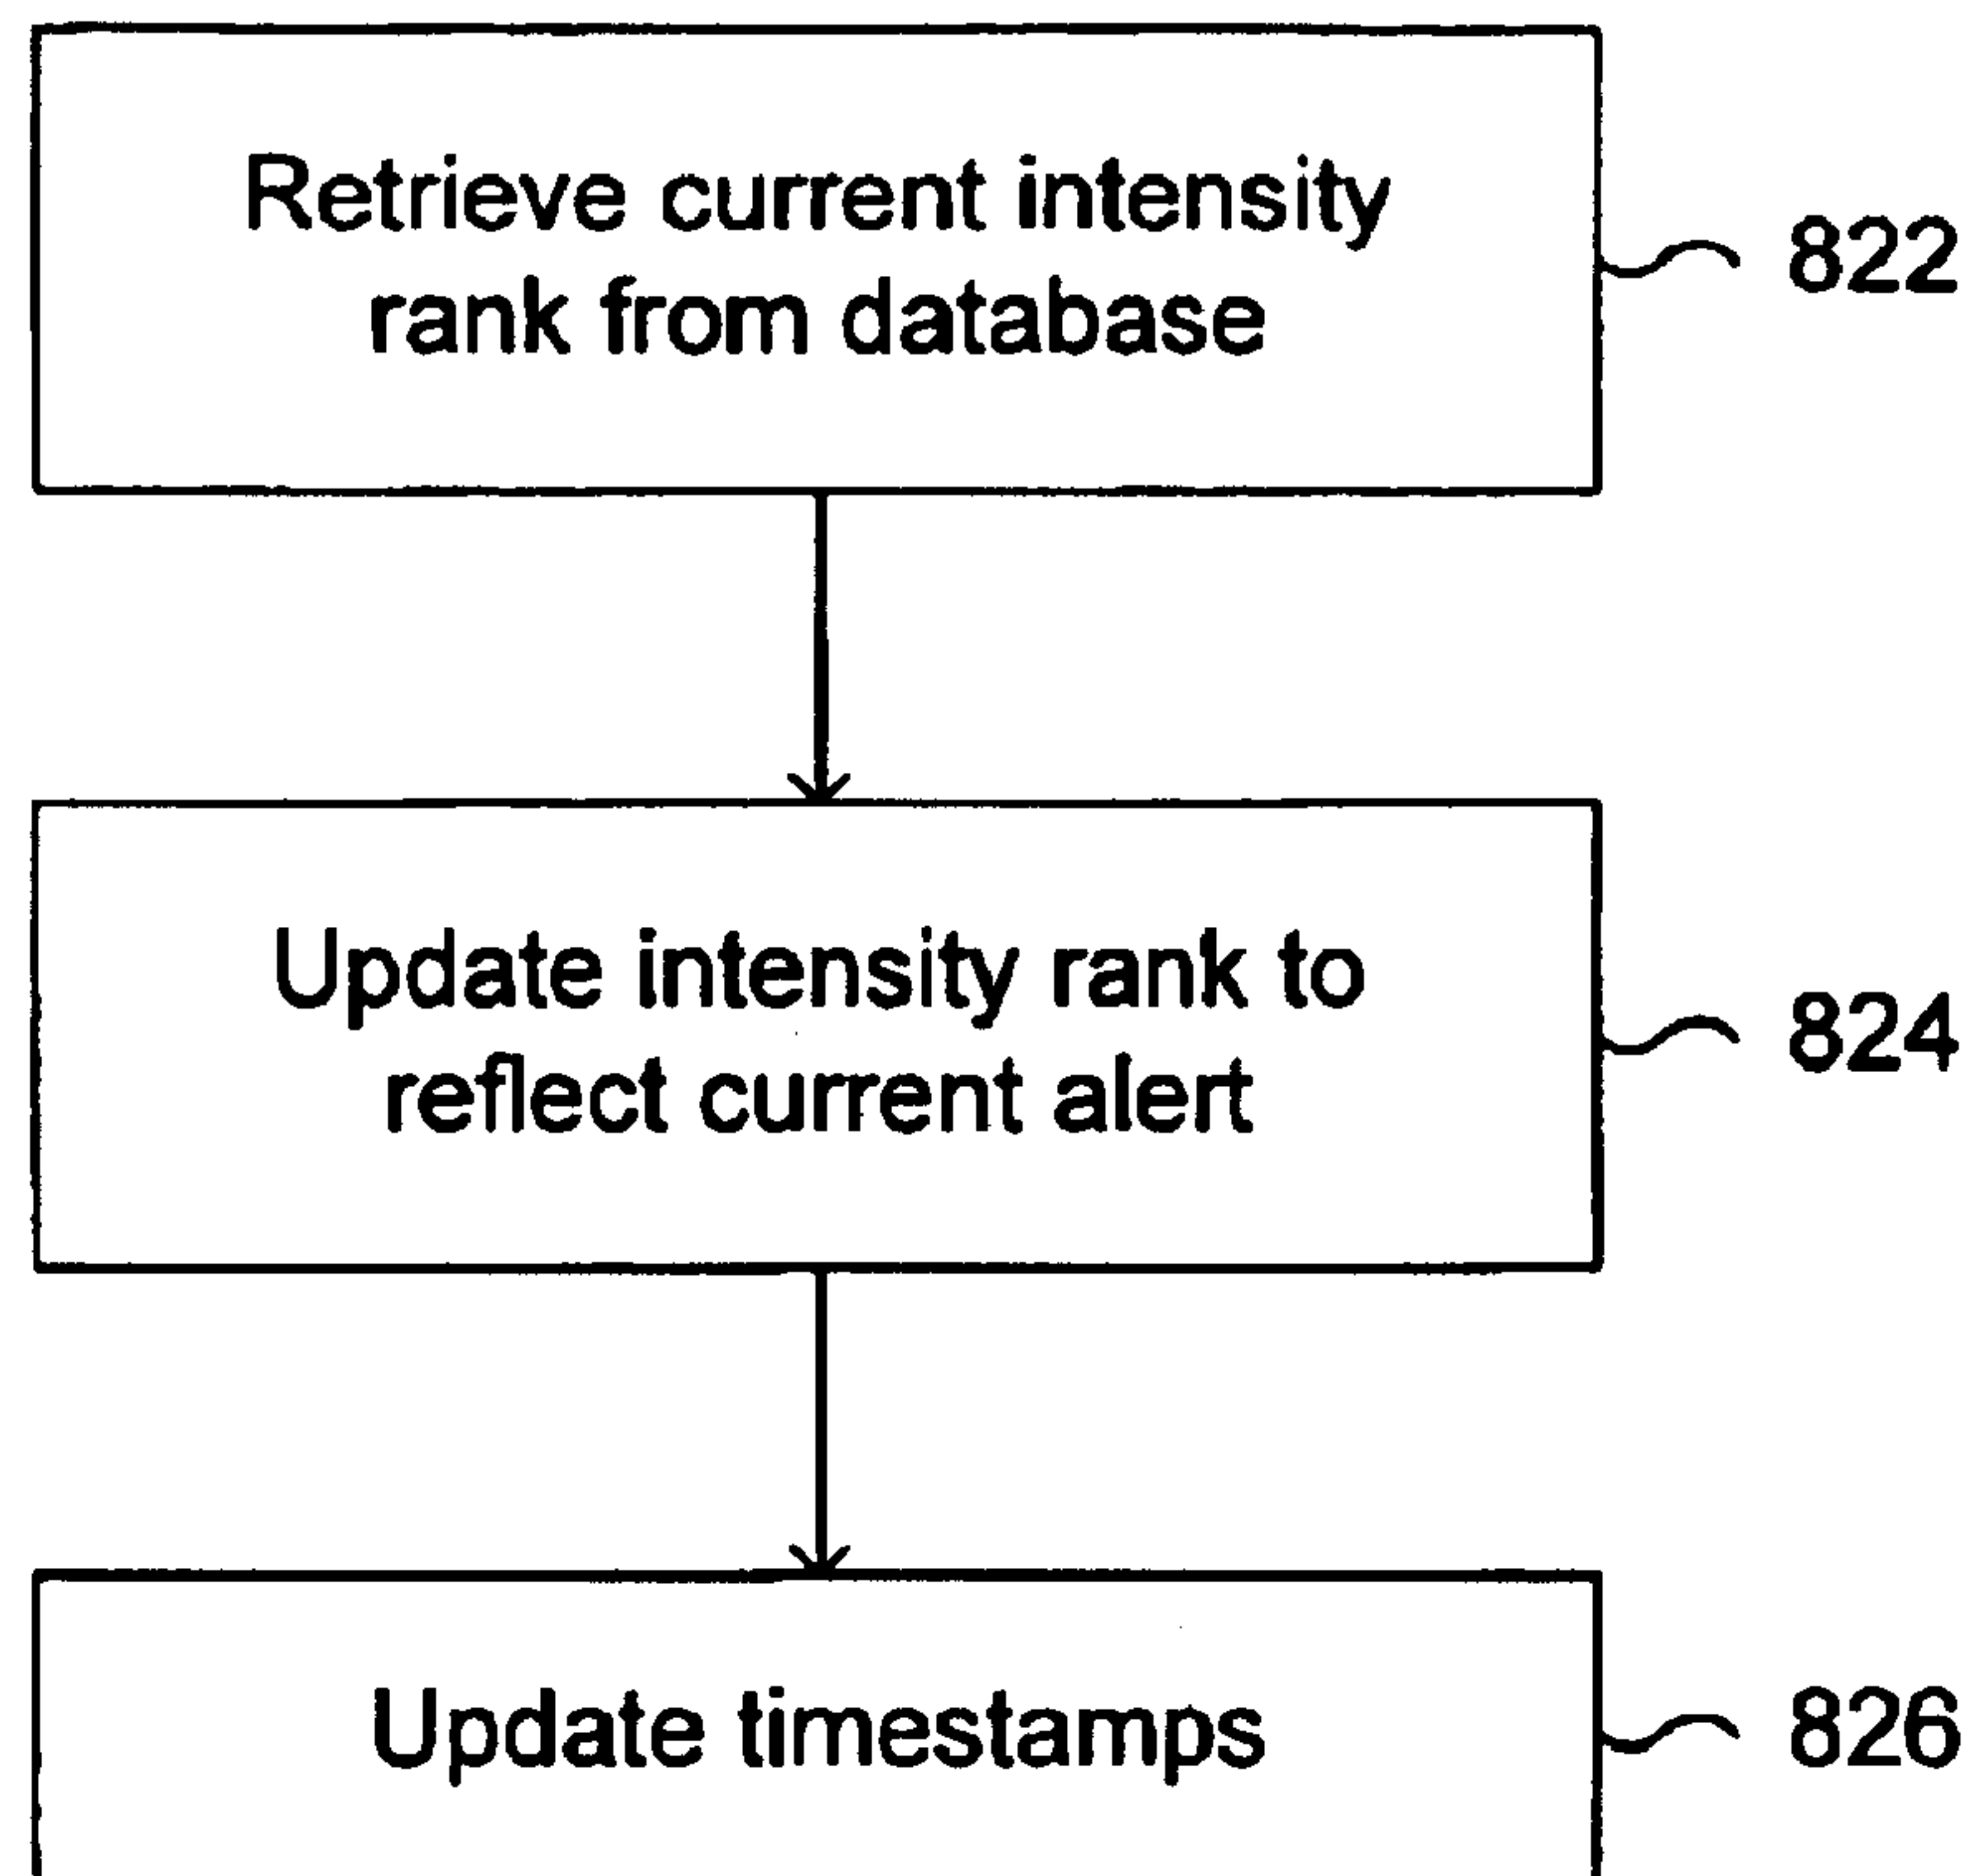 Retrieve current intensity
rank from database
822
Update intensity rank to
reflect current alert
824
Update timestamps
826